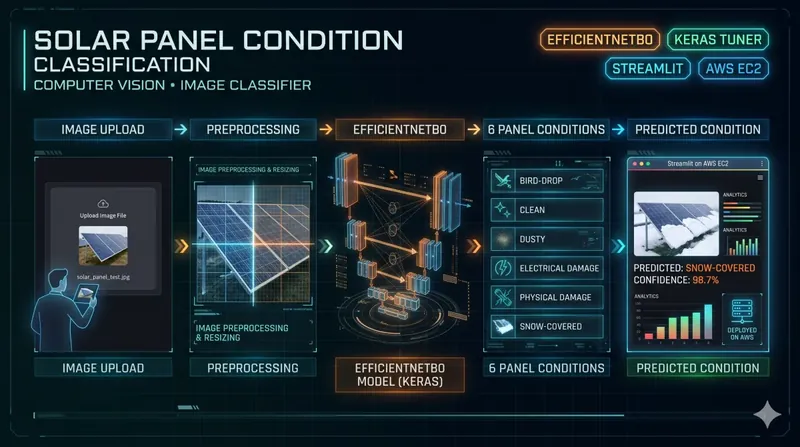 SOLAR PANEL CONDITION
CLASSIFICATION
COMPUTER VISION • IMAGE CLASSIFIER
EFFICIENTNETB0
KERAS TUNER
STREAMLIT
AWS EC2
IMAGE UPLOAD
PREPROCESSING
EFFICIENTNETB0
6 PANEL CONDITIONS
PREDICTED CONDITION
Upload Image File
solar_panel_test.jpg
IMAGE PREPROCESSING & RESIZING
IMAGE PREPROCESSING
& RESIZING
BIRD-DROP
CLEAN
DUSTY
ELECTRICAL DAMAGE
PHYSICAL DAMAGE
SNOW-COVERED
Streamlit on AWS EC2
ANALYTICS
ANALYTICS
PREDICTED: SNOW-COVERED
CONFIDENCE: 98.7%
ANALYTICS
DEPLOYED
ON AWS
IMAGE UPLOAD
PREPROCESSING
EFFICIENTNETB0
MODEL (KERAS)
6 PANEL CONDITIONS
PREDICTED CONDITION